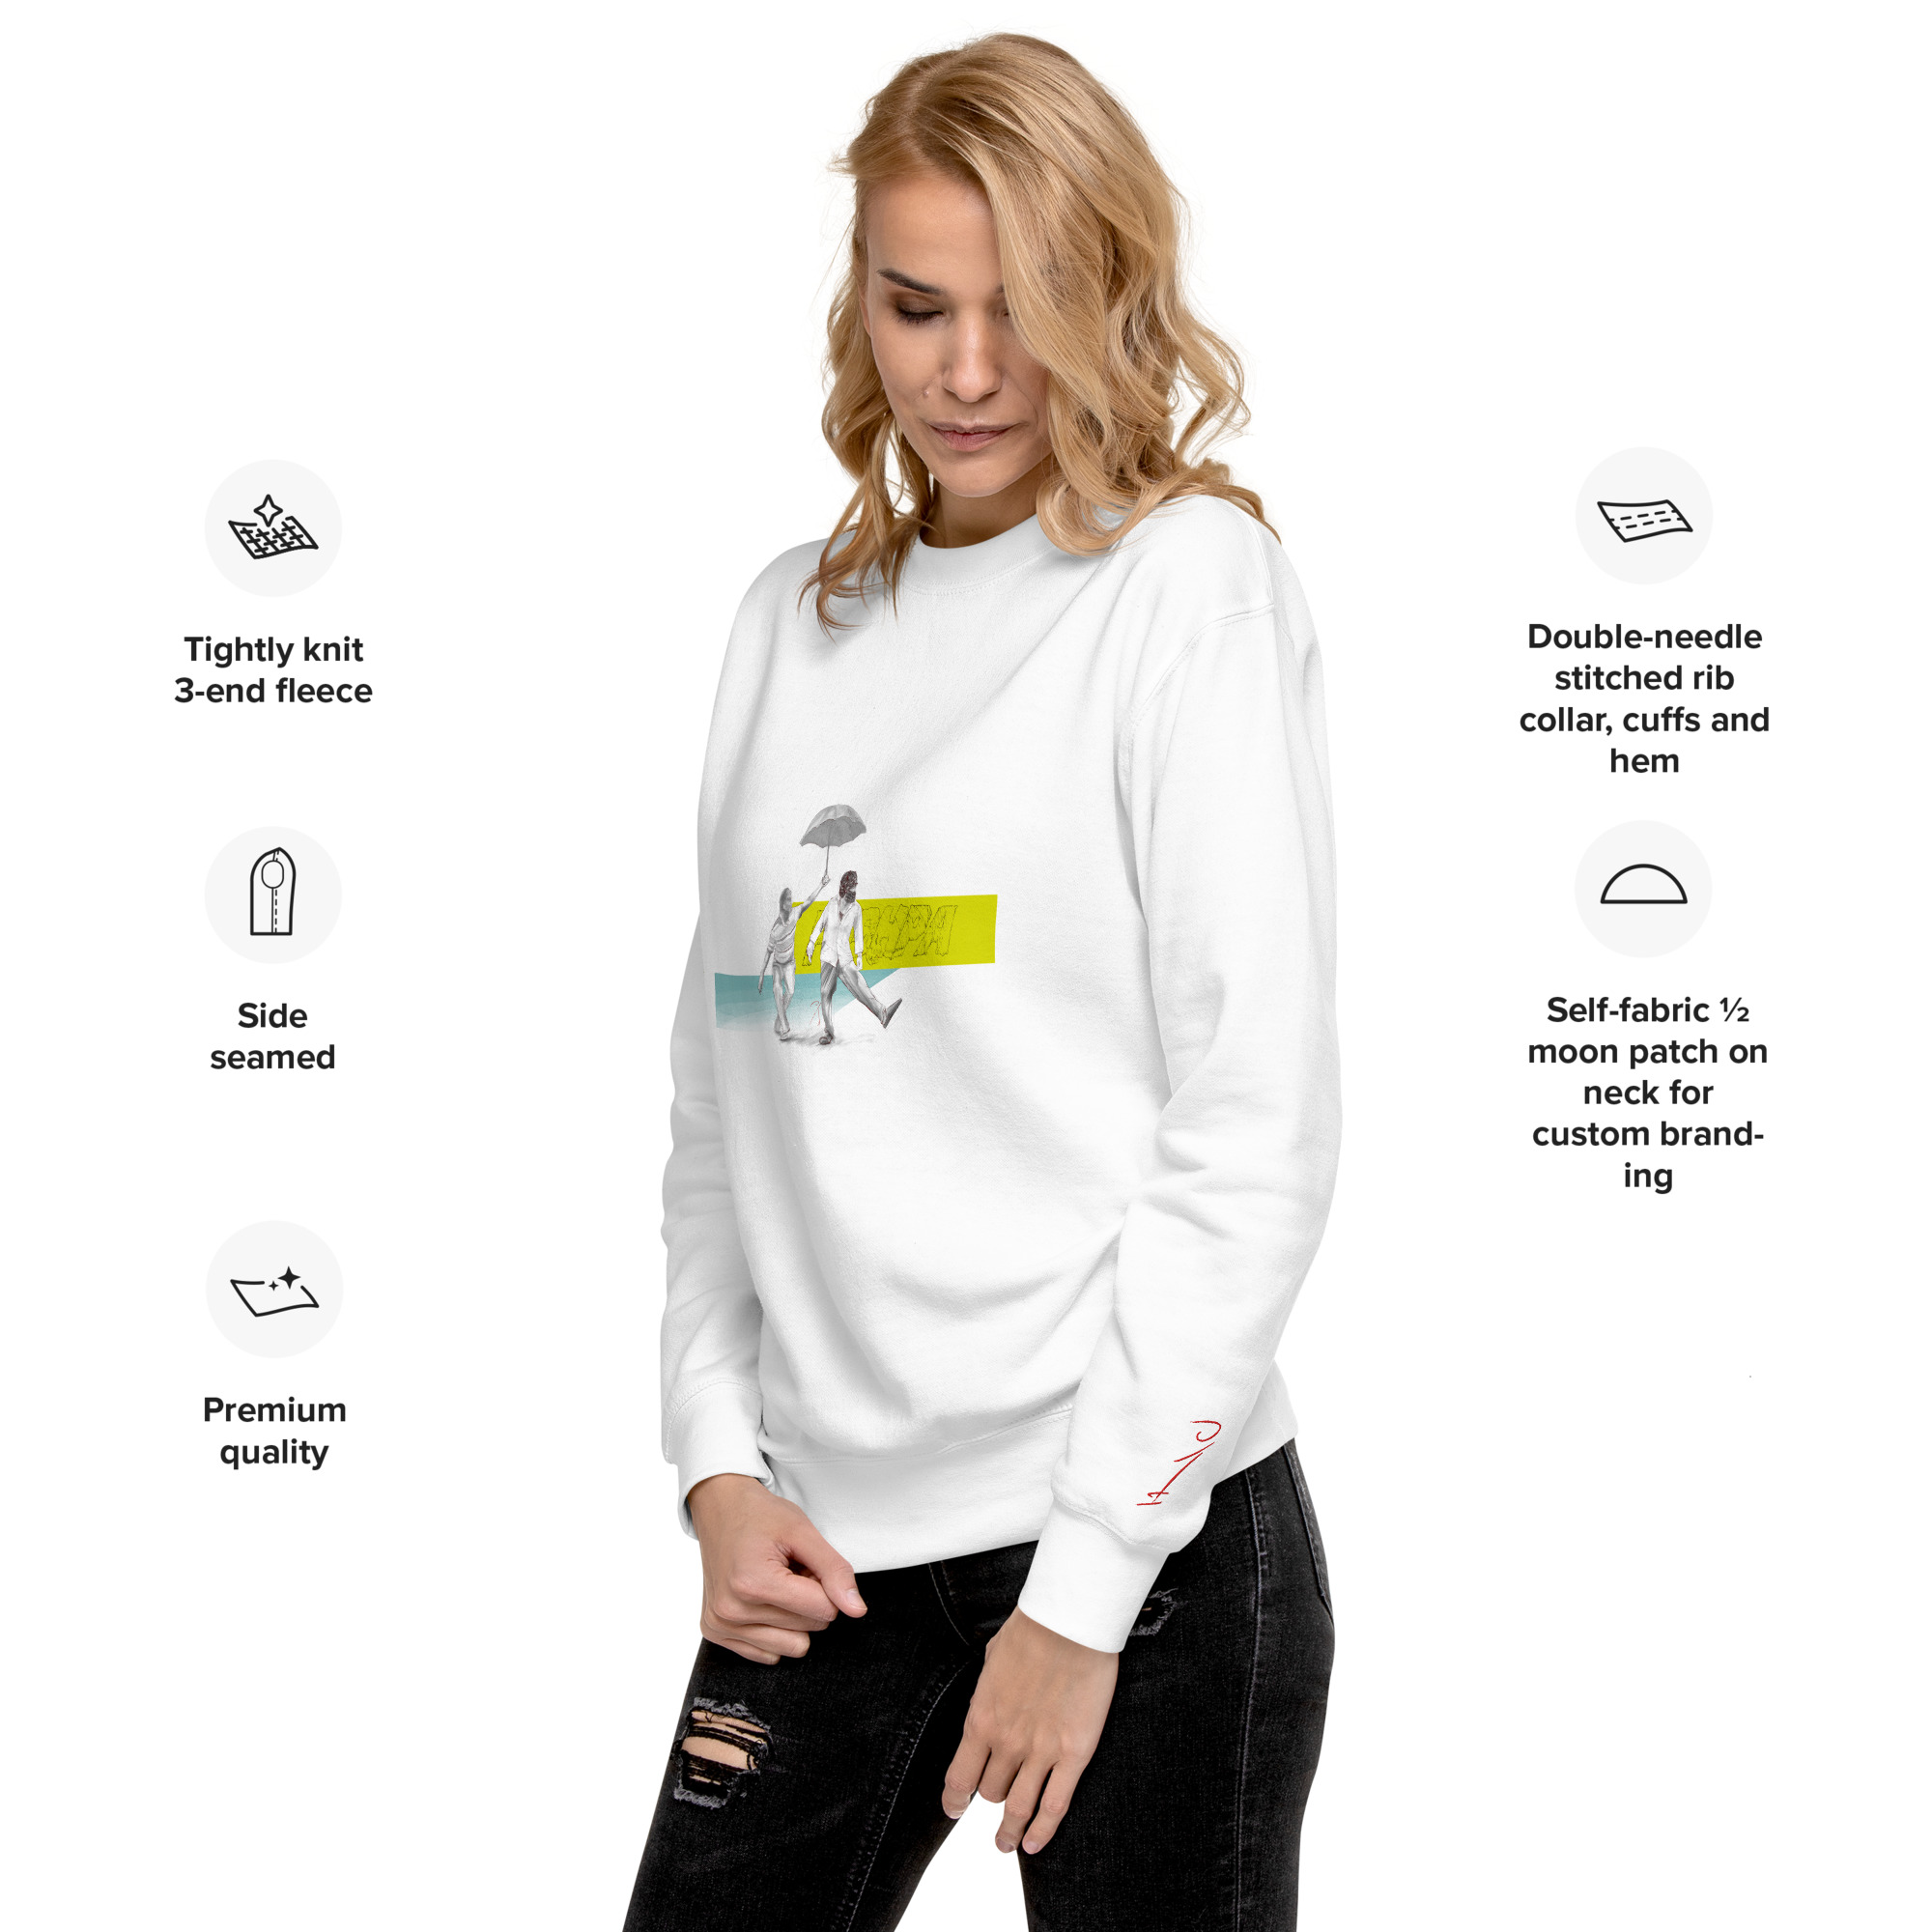 Tightly knit
3-end fleece
Side
seamed
Premium
quality
Double-needle
stitched rib
collar, cuffs and
hem
Self-fabric ½
moon patch on
neck for
custom brand-
ing